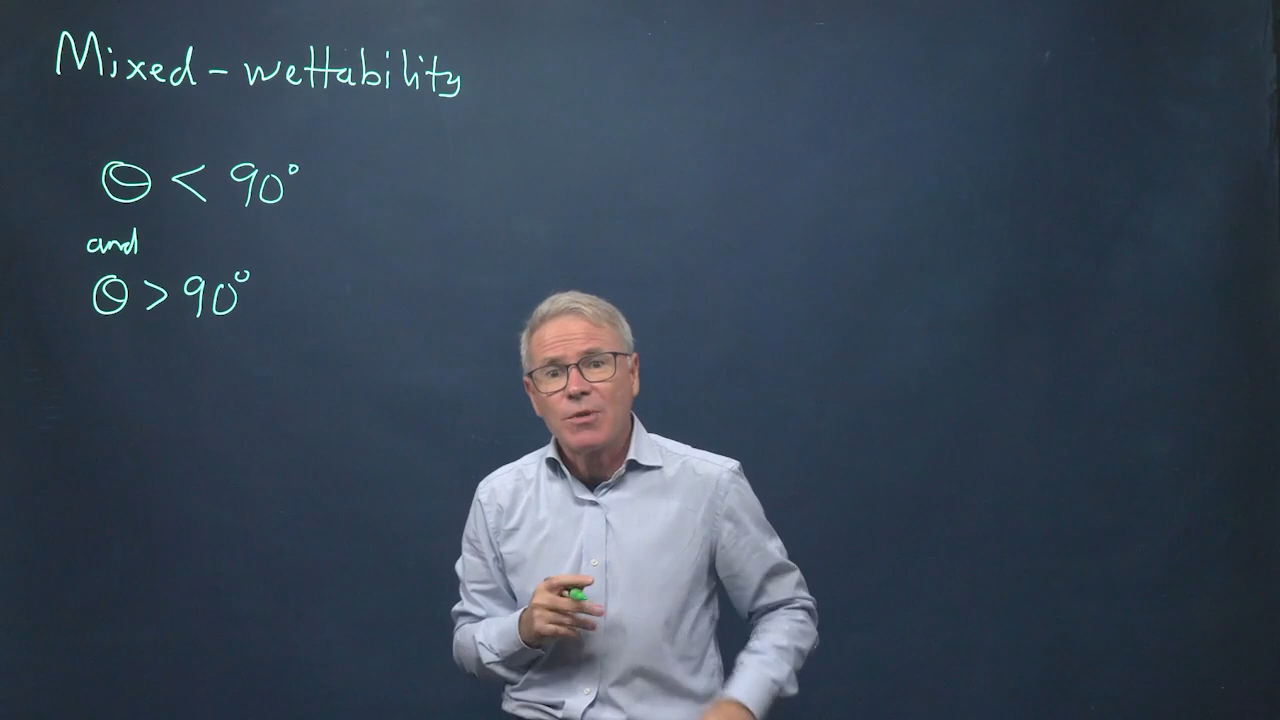 Mixed-wettability
Θ < 90°
and
Θ > 90°